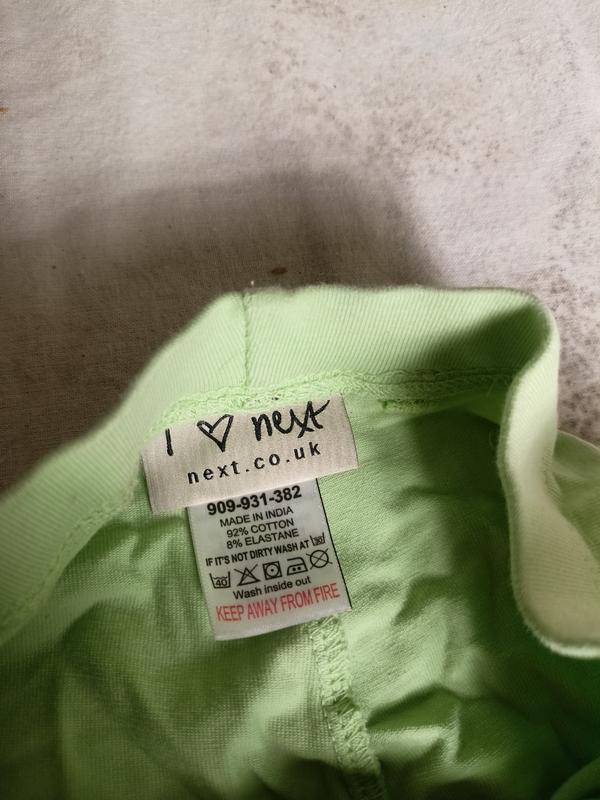 I ♡ next
next.co.uk
909-931-382
MADE IN INDIA
92% COTTON
8% ELASTANE
IF IT'S NOT DIRTY WASH AT 30
40
Wash inside out
KEEP AWAY FROM FIRE